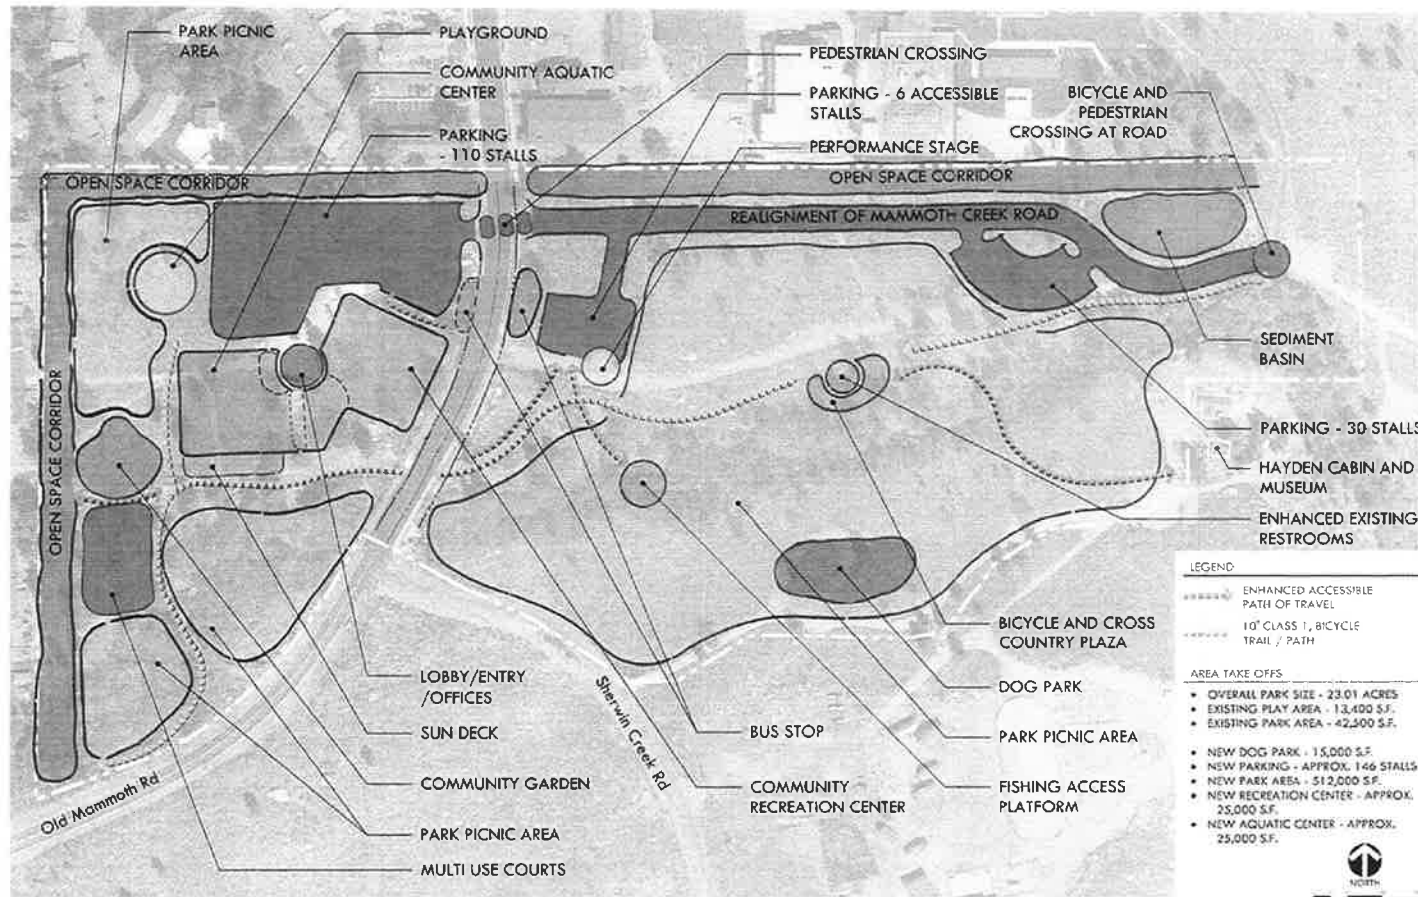 PARK PICNIC
AREA
PLAYGROUND
COMMUNITY AQUATIC
CENTER
PARKING
- 110 STALLS
PEDESTRIAN CROSSING
PARKING - 6 ACCESSIBLE
STALLS
PERFORMANCE STAGE
BICYCLE AND
PEDESTRIAN
CROSSING AT ROAD
OPEN SPACE CORRIDOR
OPEN SPACE CORRIDOR
REALIGNMENT OF MAMMOTH CREEK ROAD
OPEN SPACE CORRIDOR
SEDIMENT
BASIN
PARKING - 30 STALLS
HAYDEN CABIN AND
MUSEUM
ENHANCED EXISTING
RESTROOMS
BICYCLE AND CROSS
COUNTRY PLAZA
DOG PARK
PARK PICNIC AREA
FISHING ACCESS
PLATFORM
BUS STOP
COMMUNITY
RECREATION CENTER
LOBBY/ENTRY
/OFFICES
SUN DECK
COMMUNITY GARDEN
PARK PICNIC AREA
MULTI USE COURTS
Old Mammoth Rd
Sherwin Creek Rd
LEGEND
ENHANCED ACCESSIBLE
PATH OF TRAVEL
10' CLASS 1, BICYCLE
TRAIL / PATH
AREA TAKE OFFS
• OVERALL PARK SIZE - 23.01 ACRES
• EXISTING PLAY AREA - 13,400 S.F.
• EXISTING PARK AREA - 42,500 S.F.
• NEW DOG PARK - 15,000 S.F.
• NEW PARKING - APPROX. 146 STALLS
• NEW PARK AREA - 512,000 S.F.
• NEW RECREATION CENTER - APPROX.
25,000 S.F.
• NEW AQUATIC CENTER - APPROX.
25,000 S.F.
NORTH